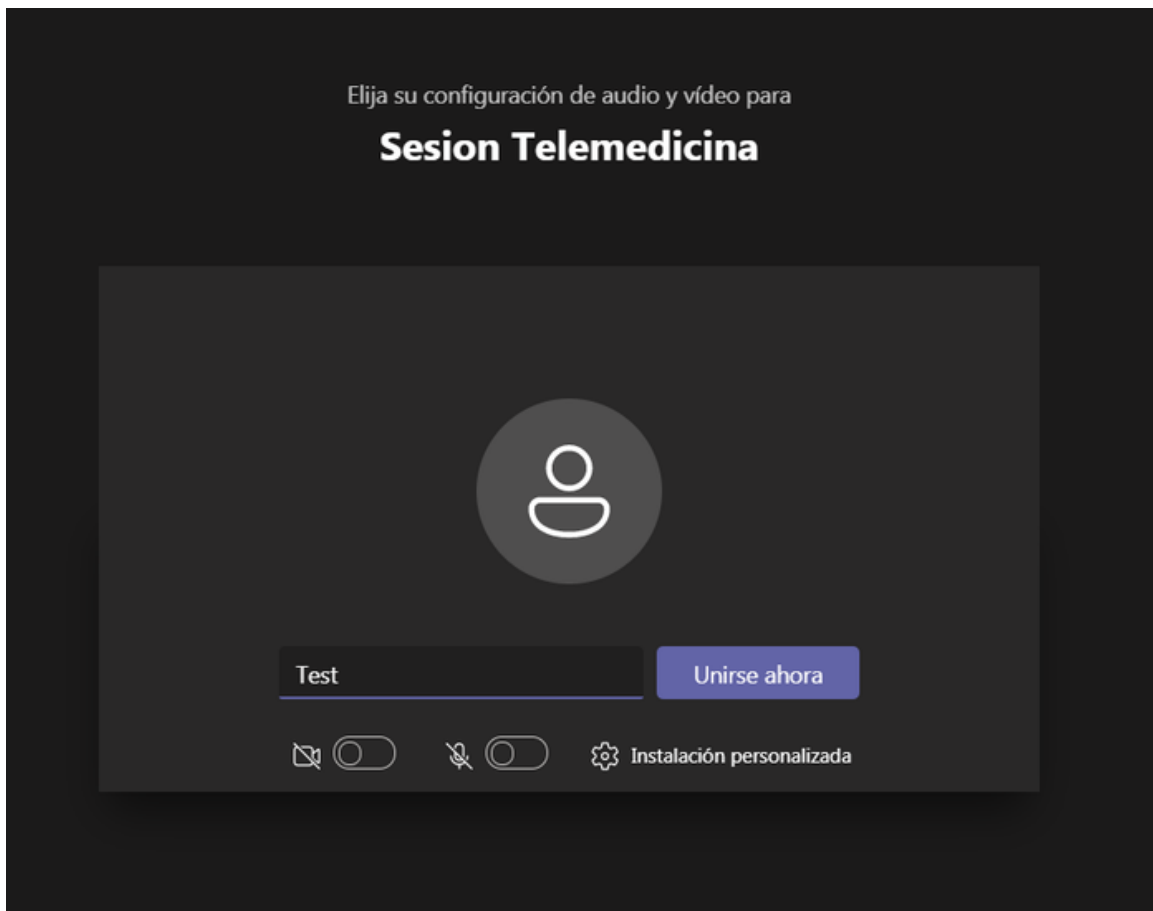 Elija su configuración de audio y vídeo para
Sesion Telemedicina
Test
Unirse ahora
Instalación personalizada